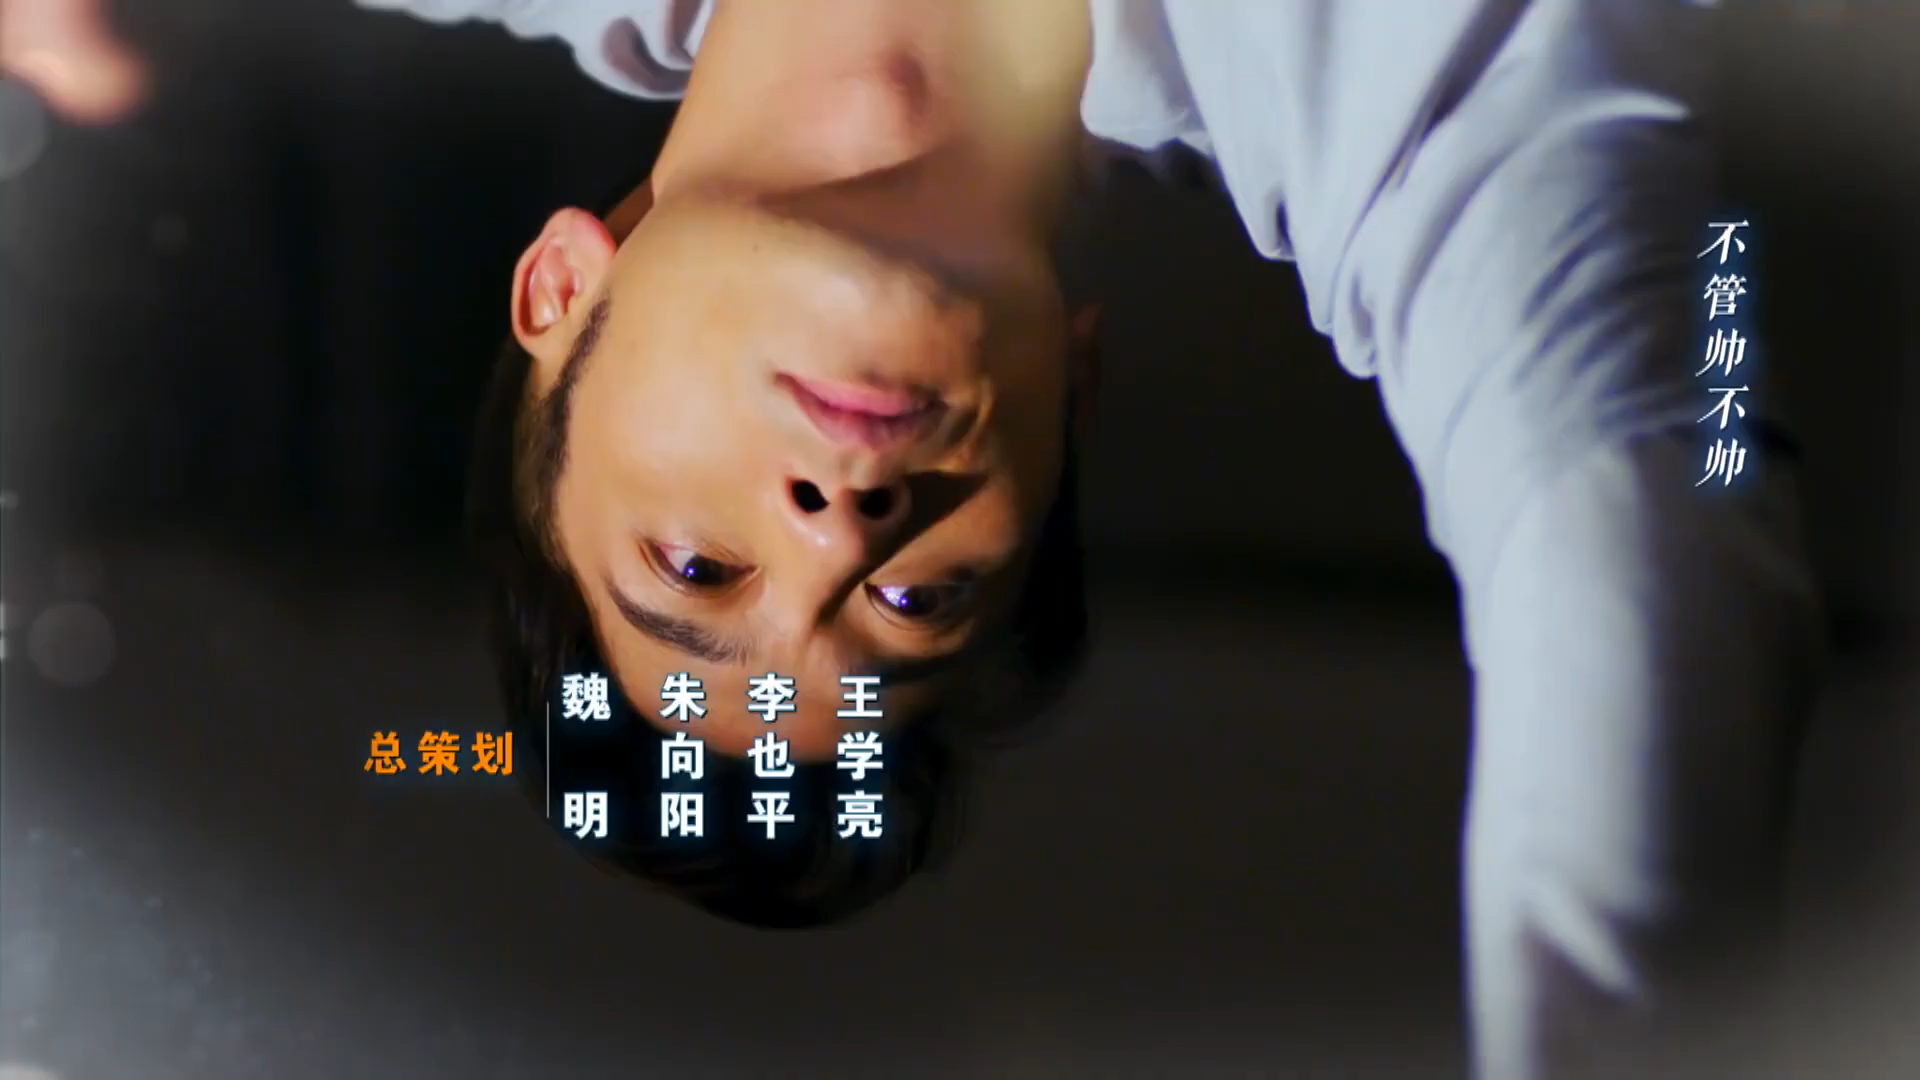 不管帅不帅
总策划
魏明
朱向阳
李也平
王学亮